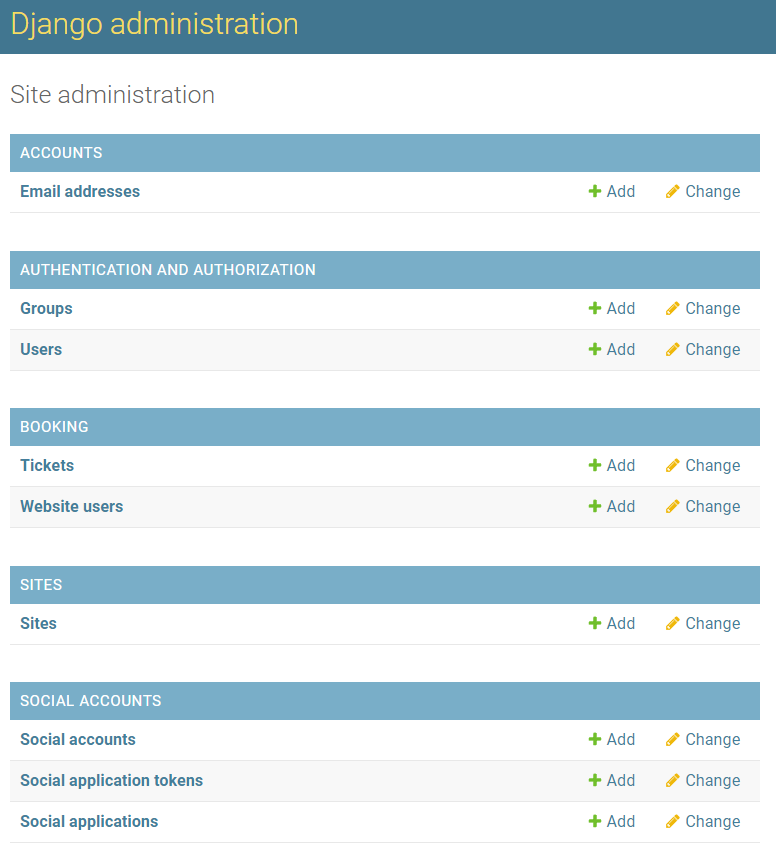 Django administration
Site administration
ACCOUNTS
Email addresses Add Change
AUTHENTICATION AND AUTHORIZATION
Groups Add Change
Users Add Change
BOOKING
Tickets Add Change
Website users Add Change
SITES
Sites Add Change
SOCIAL ACCOUNTS
Social accounts Add Change
Social application tokens Add Change
Social applications Add Change